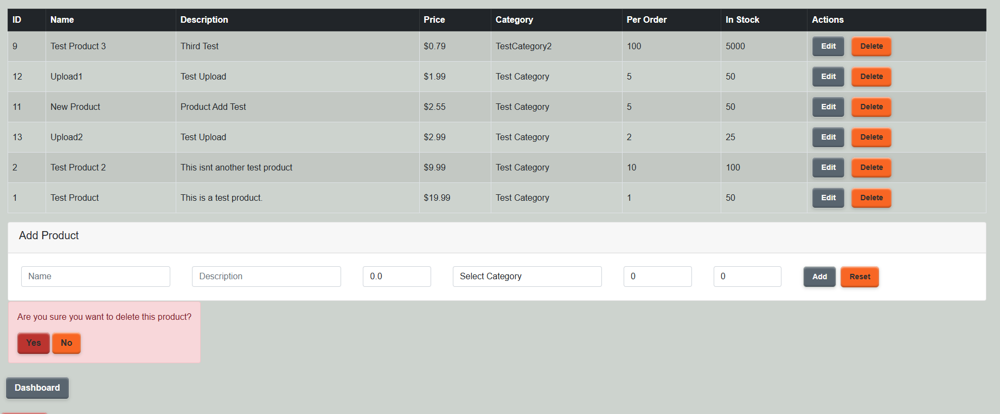 ID Name Description Price Category Per Order In Stock Actions
9 Test Product 3 Third Test $0.79 TestCategory2 100 5000 Edit Delete
12 Upload1 Test Upload $1.99 Test Category 5 50 Edit Delete
11 New Product Product Add Test $2.55 Test Category 5 50 Edit Delete
13 Upload2 Test Upload $2.99 Test Category 2 25 Edit Delete
2 Test Product 2 This isnt another test product $9.99 Test Category 10 100 Edit Delete
1 Test Product This is a test product. $19.99 Test Category 1 50 Edit Delete
Add Product
Name Description 0.0 Select Category 0 0 Add Reset
Are you sure you want to delete this product?
Yes No
Dashboard